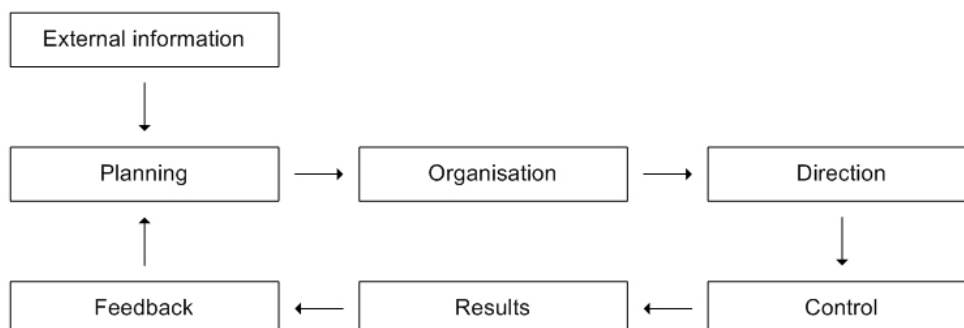 External information
Planning
Organisation
Direction
Feedback
Results
Control